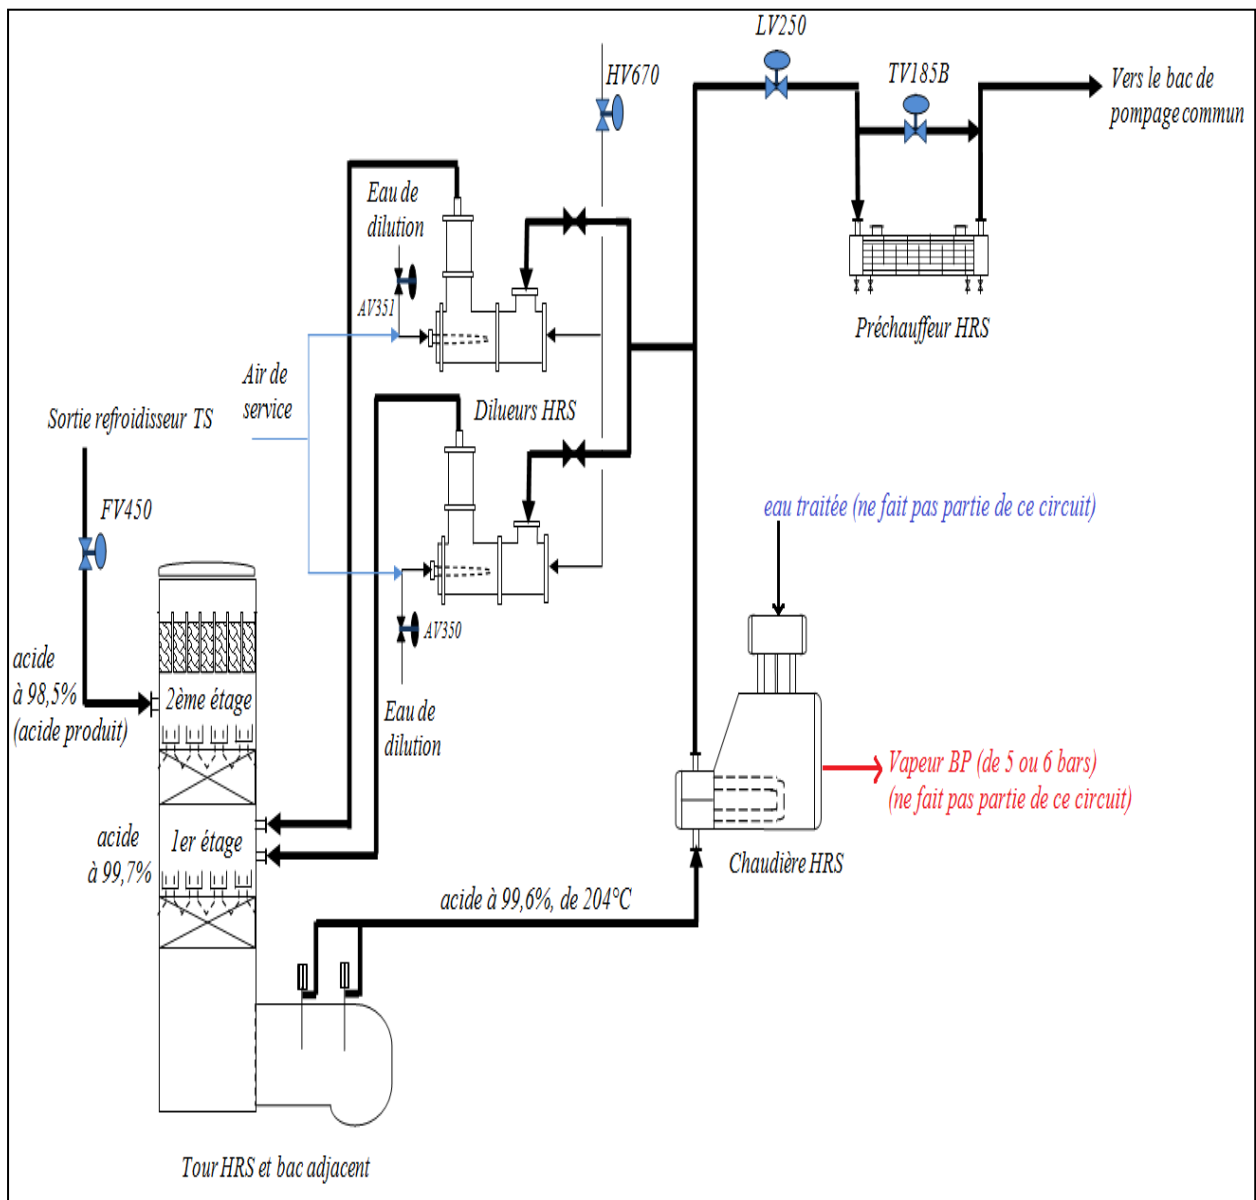 LV250
HV670
TV185B
Vers le bac de
pompage commun
Eau de
dilution
AV351
Préchauffeur HRS
Air de
service
Dilueurs HRS
Sortie refroidisseur TS
FV450
eau traitée (ne fait pas partie de ce circuit)
AV350
acide
à 98,5%
(acide produit)
2ème étage
Eau de
dilution
Vapeur BP (de 5 ou 6 bars)
(ne fait pas partie de ce circuit)
acide
à 99,7%
1er étage
Chaudière HRS
acide à 99,6%, de 204°C
Tour HRS et bac adjacent